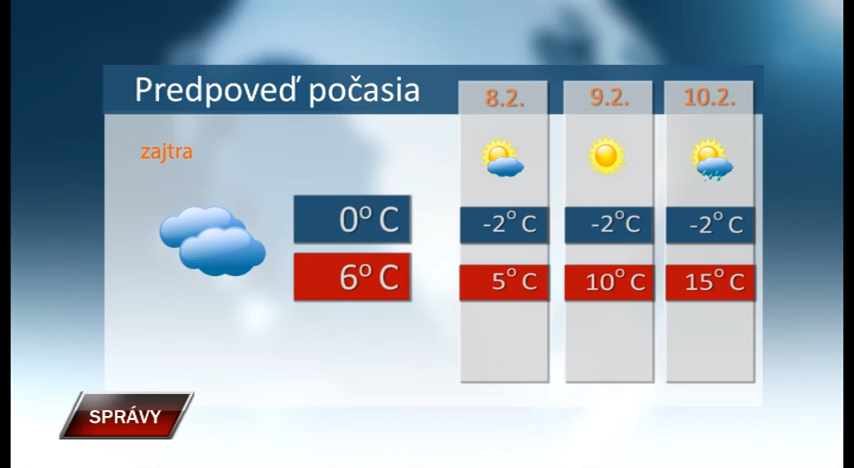 Predpoveď počasia
zajtra
0° C
6° C
8.2.
-2° C
5° C
9.2.
-2°C
10° C
10.2.
-2° C
15° C
SPRÁVY